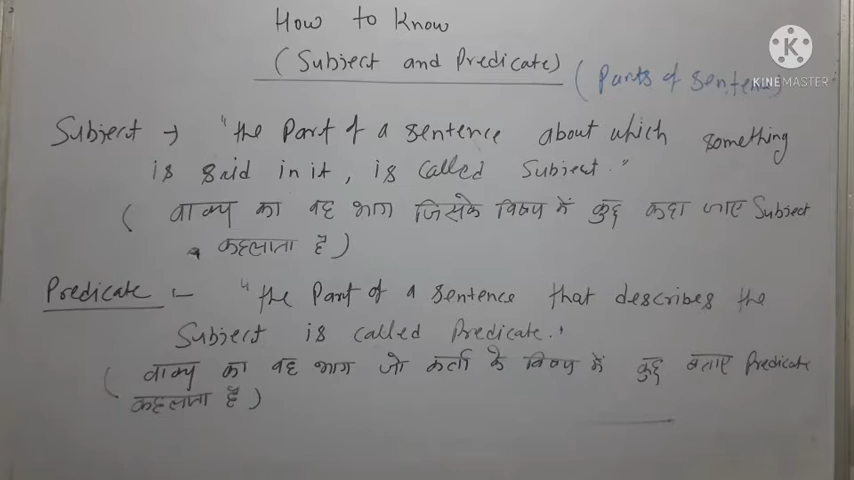 How to Know
(Subject and Predicate) (Parts of Sentence)
K
KINEMASTER
Subject → "the Part of a sentence about which something
is said in it, is called Subject."
( वाक्य का वह भाग जिसके विषय में कुछ कहा जाए Subject
कहलाता है )
Predicate :- "the Part of a sentence that describes the
Subject is called Predicate."
( वाक्य का वह भाग जो कर्ता के विषय में कुछ बताए Predicate
कहलाता है )